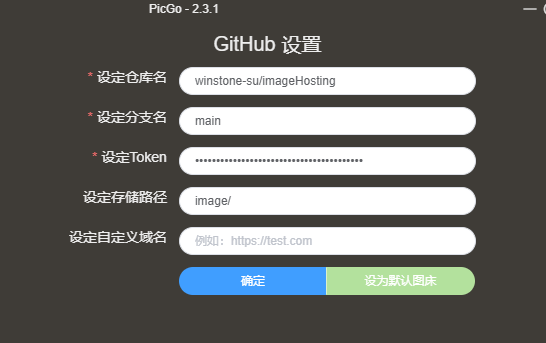 PicGo - 2.3.1
GitHub 设置
* 设定仓库名 winstone-su/imageHosting
* 设定分支名 main
* 设定Token ••••••••••••••••••••••••••••••••••••••••
设定存储路径 image/
设定自定义域名 例如：https://test.com
确定 设为默认图床